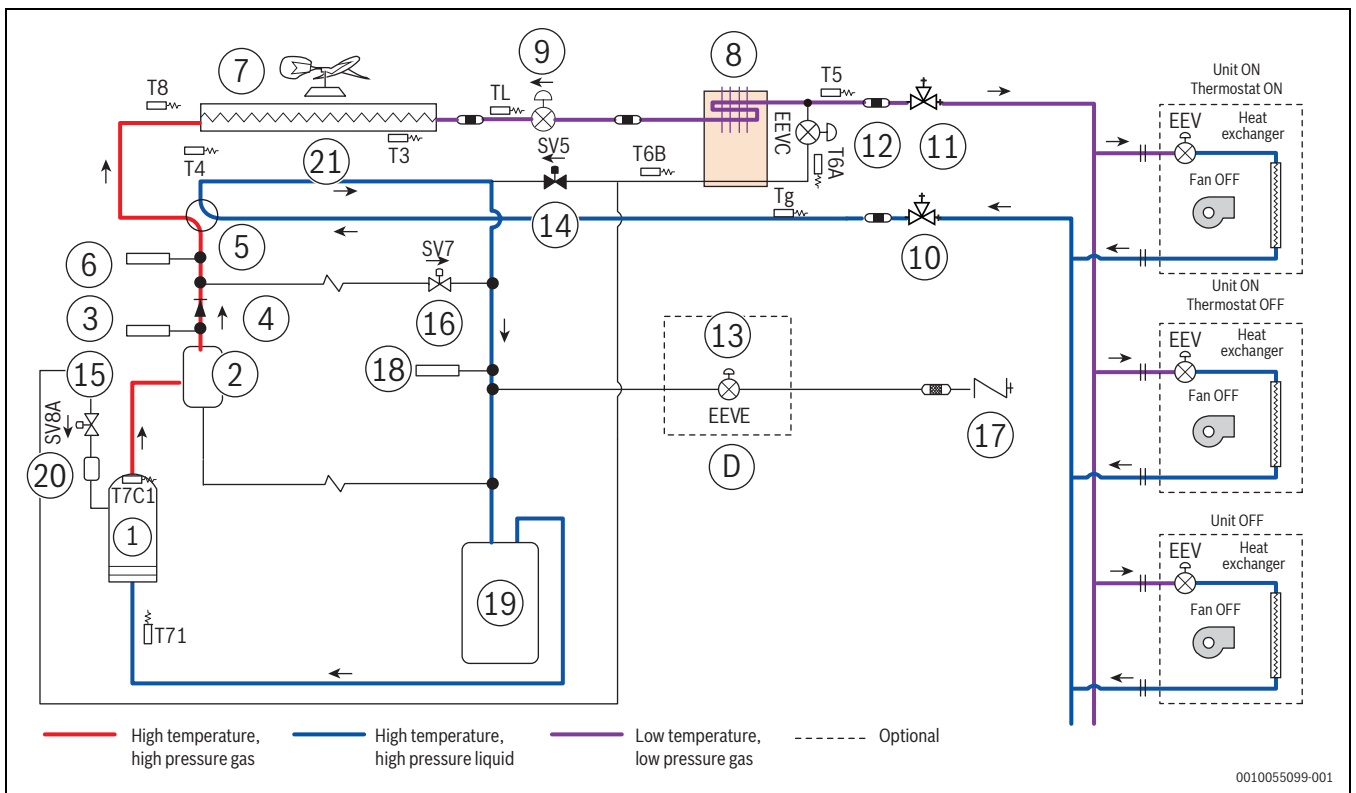 7
9
8
T8
TL
T5
T3
EEVC
T6A
12
11
T4
21
SV5
T6B
Tg
14
10
5
6
SV7
16
3
4
2
18
15
SV8A
20
T7C1
1
T71
19
13
EEVE
D
17
Unit ON
Thermostat ON
EEV
Heat
exchanger
Fan OFF
Unit ON
Thermostat OFF
EEV
Heat
exchanger
Fan OFF
Unit OFF
EEV
Heat
exchanger
Fan OFF
High temperature,
high pressure gas
High temperature,
high pressure liquid
Low temperature,
low pressure gas
Optional
0010055099-001